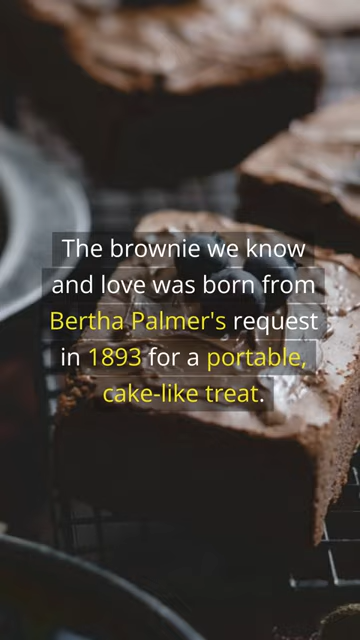 The brownie we know
and love was born from
Bertha Palmer's request
in 1893 for a portable,
cake-like treat.